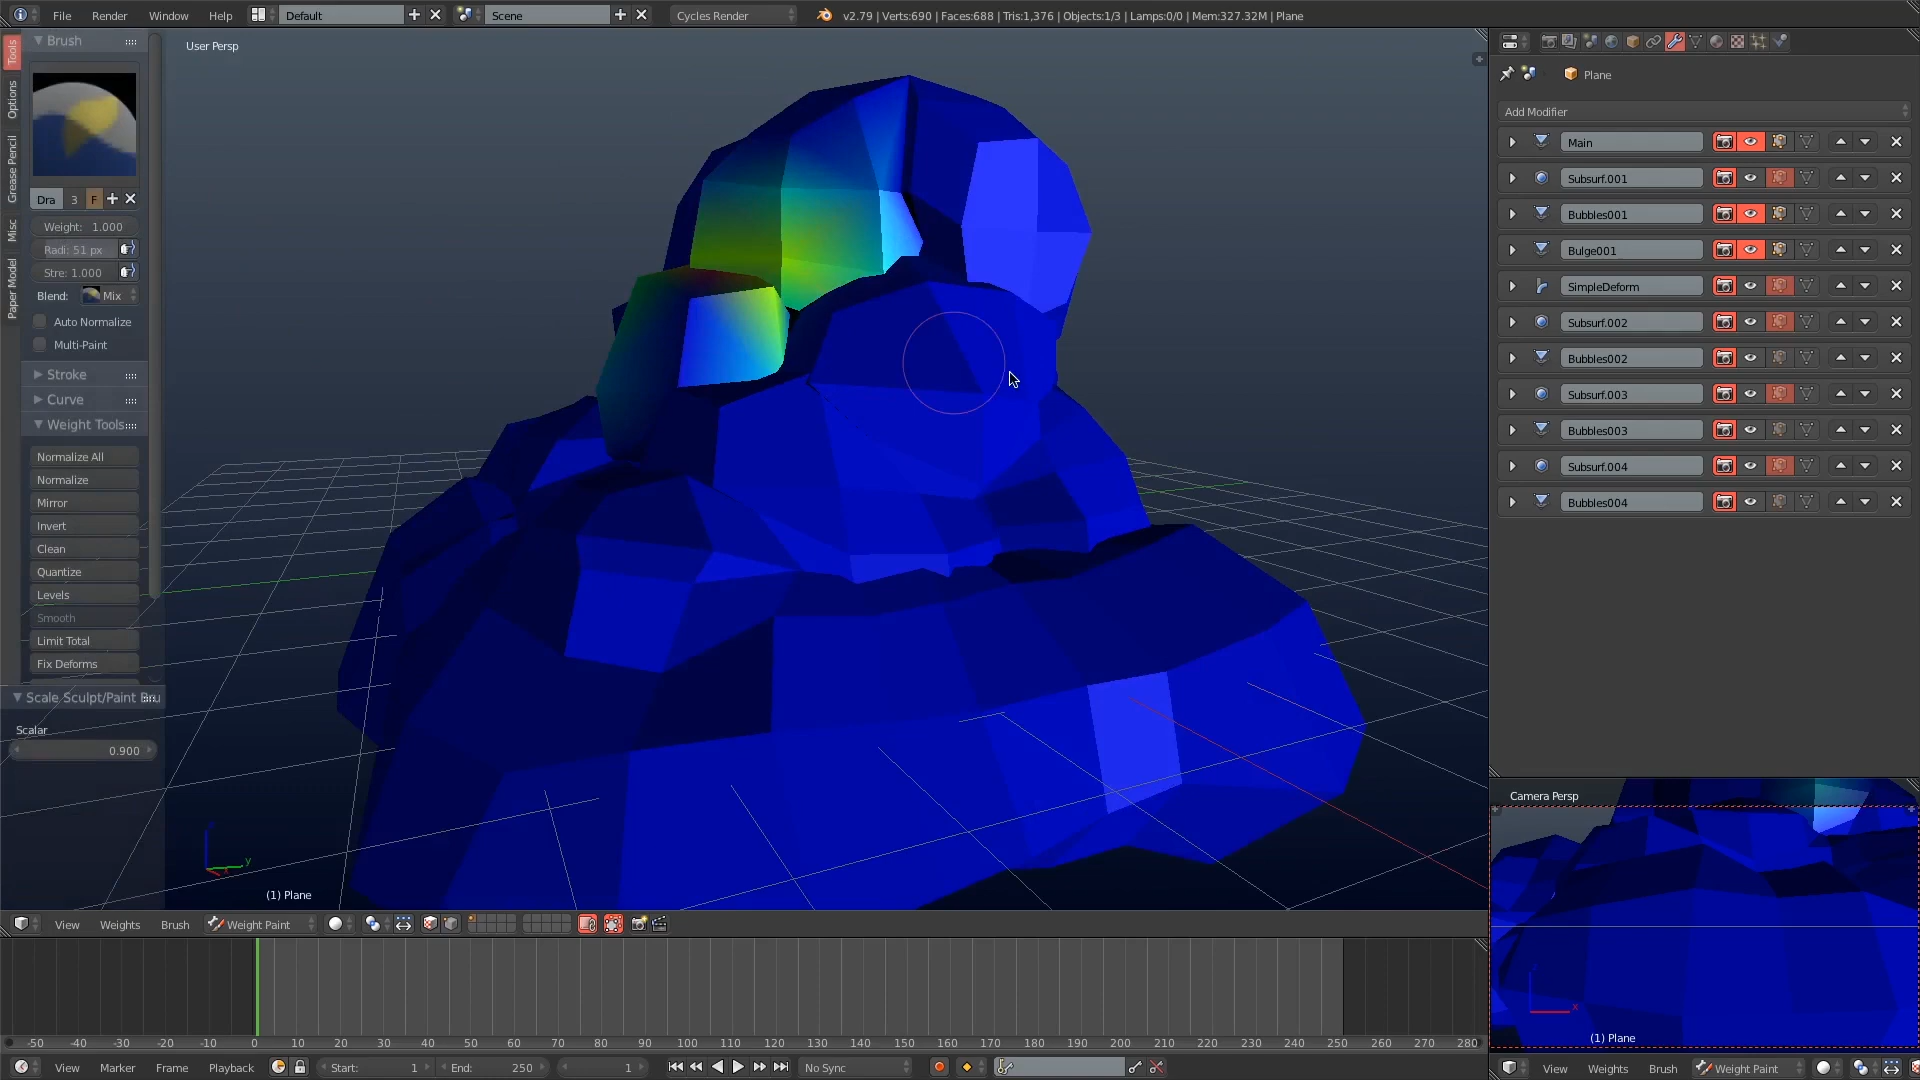 File Render Window Help Default Scene Cycles Render v2.79 | Verts:690 | Faces:688 | Tris:1,376 | Objects:1/3 | Lamps:0/0 | Mem:327.32M | Plane
Tools
Options
Grease Pencil
Misc
Paper Model
Brush
Dra 3 F
Weight: 1.000
Radi: 51 px
Stre: 1.000
Blend: Mix
Auto Normalize
Multi-Paint
Stroke
Curve
Weight Tools
Normalize All
Normalize
Mirror
Invert
Clean
Quantize
Levels
Smooth
Limit Total
Fix Deforms
Scale Sculpt/Paint Bru
Scalar
0.900
User Persp
y
(1) Plane
Plane
Add Modifier
Main
Subsurf.001
Bubbles001
Bulge001
SimpleDeform
Subsurf.002
Bubbles002
Subsurf.003
Bubbles003
Subsurf.004
Bubbles004
Camera Persp
x
(1) Plane
View Weights Brush Weight Paint
-50 -40 -30 -20 -10 0 10 20 30 40 50 60 70 80 90 100 110 120 130 140 150 160 170 180 190 200 210 220 230 240 250 260 270 280
View Marker Frame Playback Start: 1 End: 250 1 No Sync
View Weights Brush Weight Paint